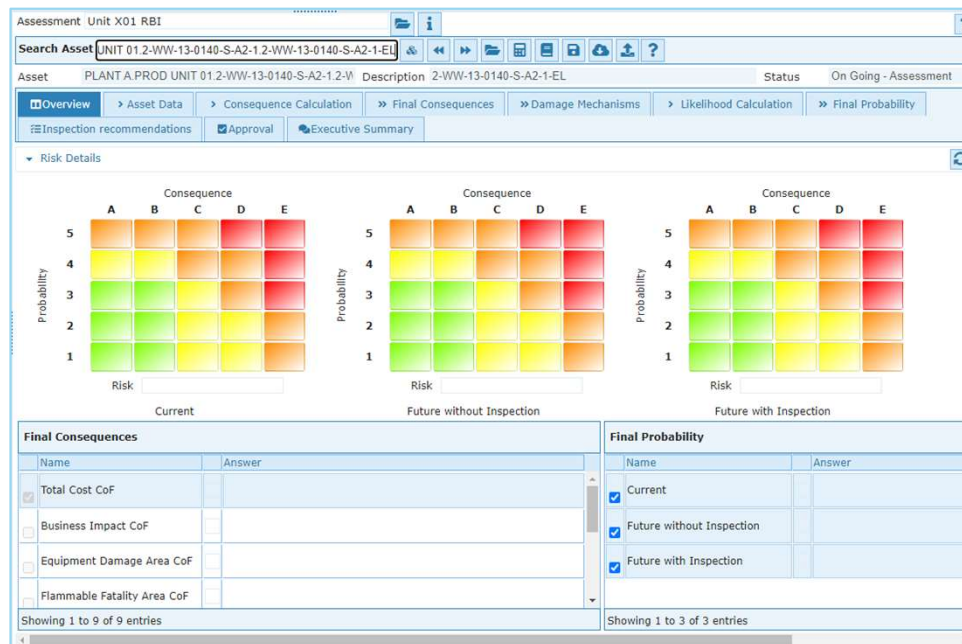 Assessment Unit X01 RBI
Search Asset UNIT 01.2-WW-13-0140-S-A2-1.2-WW-13-0140-S-A2-1-EL
Asset PLANT A.PROD UNIT 01.2-WW-13-0140-S-A2-1.2-W Description 2-WW-13-0140-S-A2-1-EL Status On Going - Assessment
Overview > Asset Data > Consequence Calculation » Final Consequences » Damage Mechanisms > Likelihood Calculation » Final Probability
Inspection recommendations Approval Executive Summary
Risk Details
Consequence Consequence Consequence
A B C D E A B C D E A B C D E
5 5 5
4 4 4
Probability Probability Probability
3 3 3
2 2 2
1 1 1
Risk Risk Risk
Current Future without Inspection Future with Inspection
Final Consequences Final Probability
Name Answer Name Answer
Total Cost CoF Current
Business Impact CoF Future without Inspection
Equipment Damage Area CoF Future with Inspection
Flammable Fatality Area CoF
Showing 1 to 9 of 9 entries Showing 1 to 3 of 3 entries